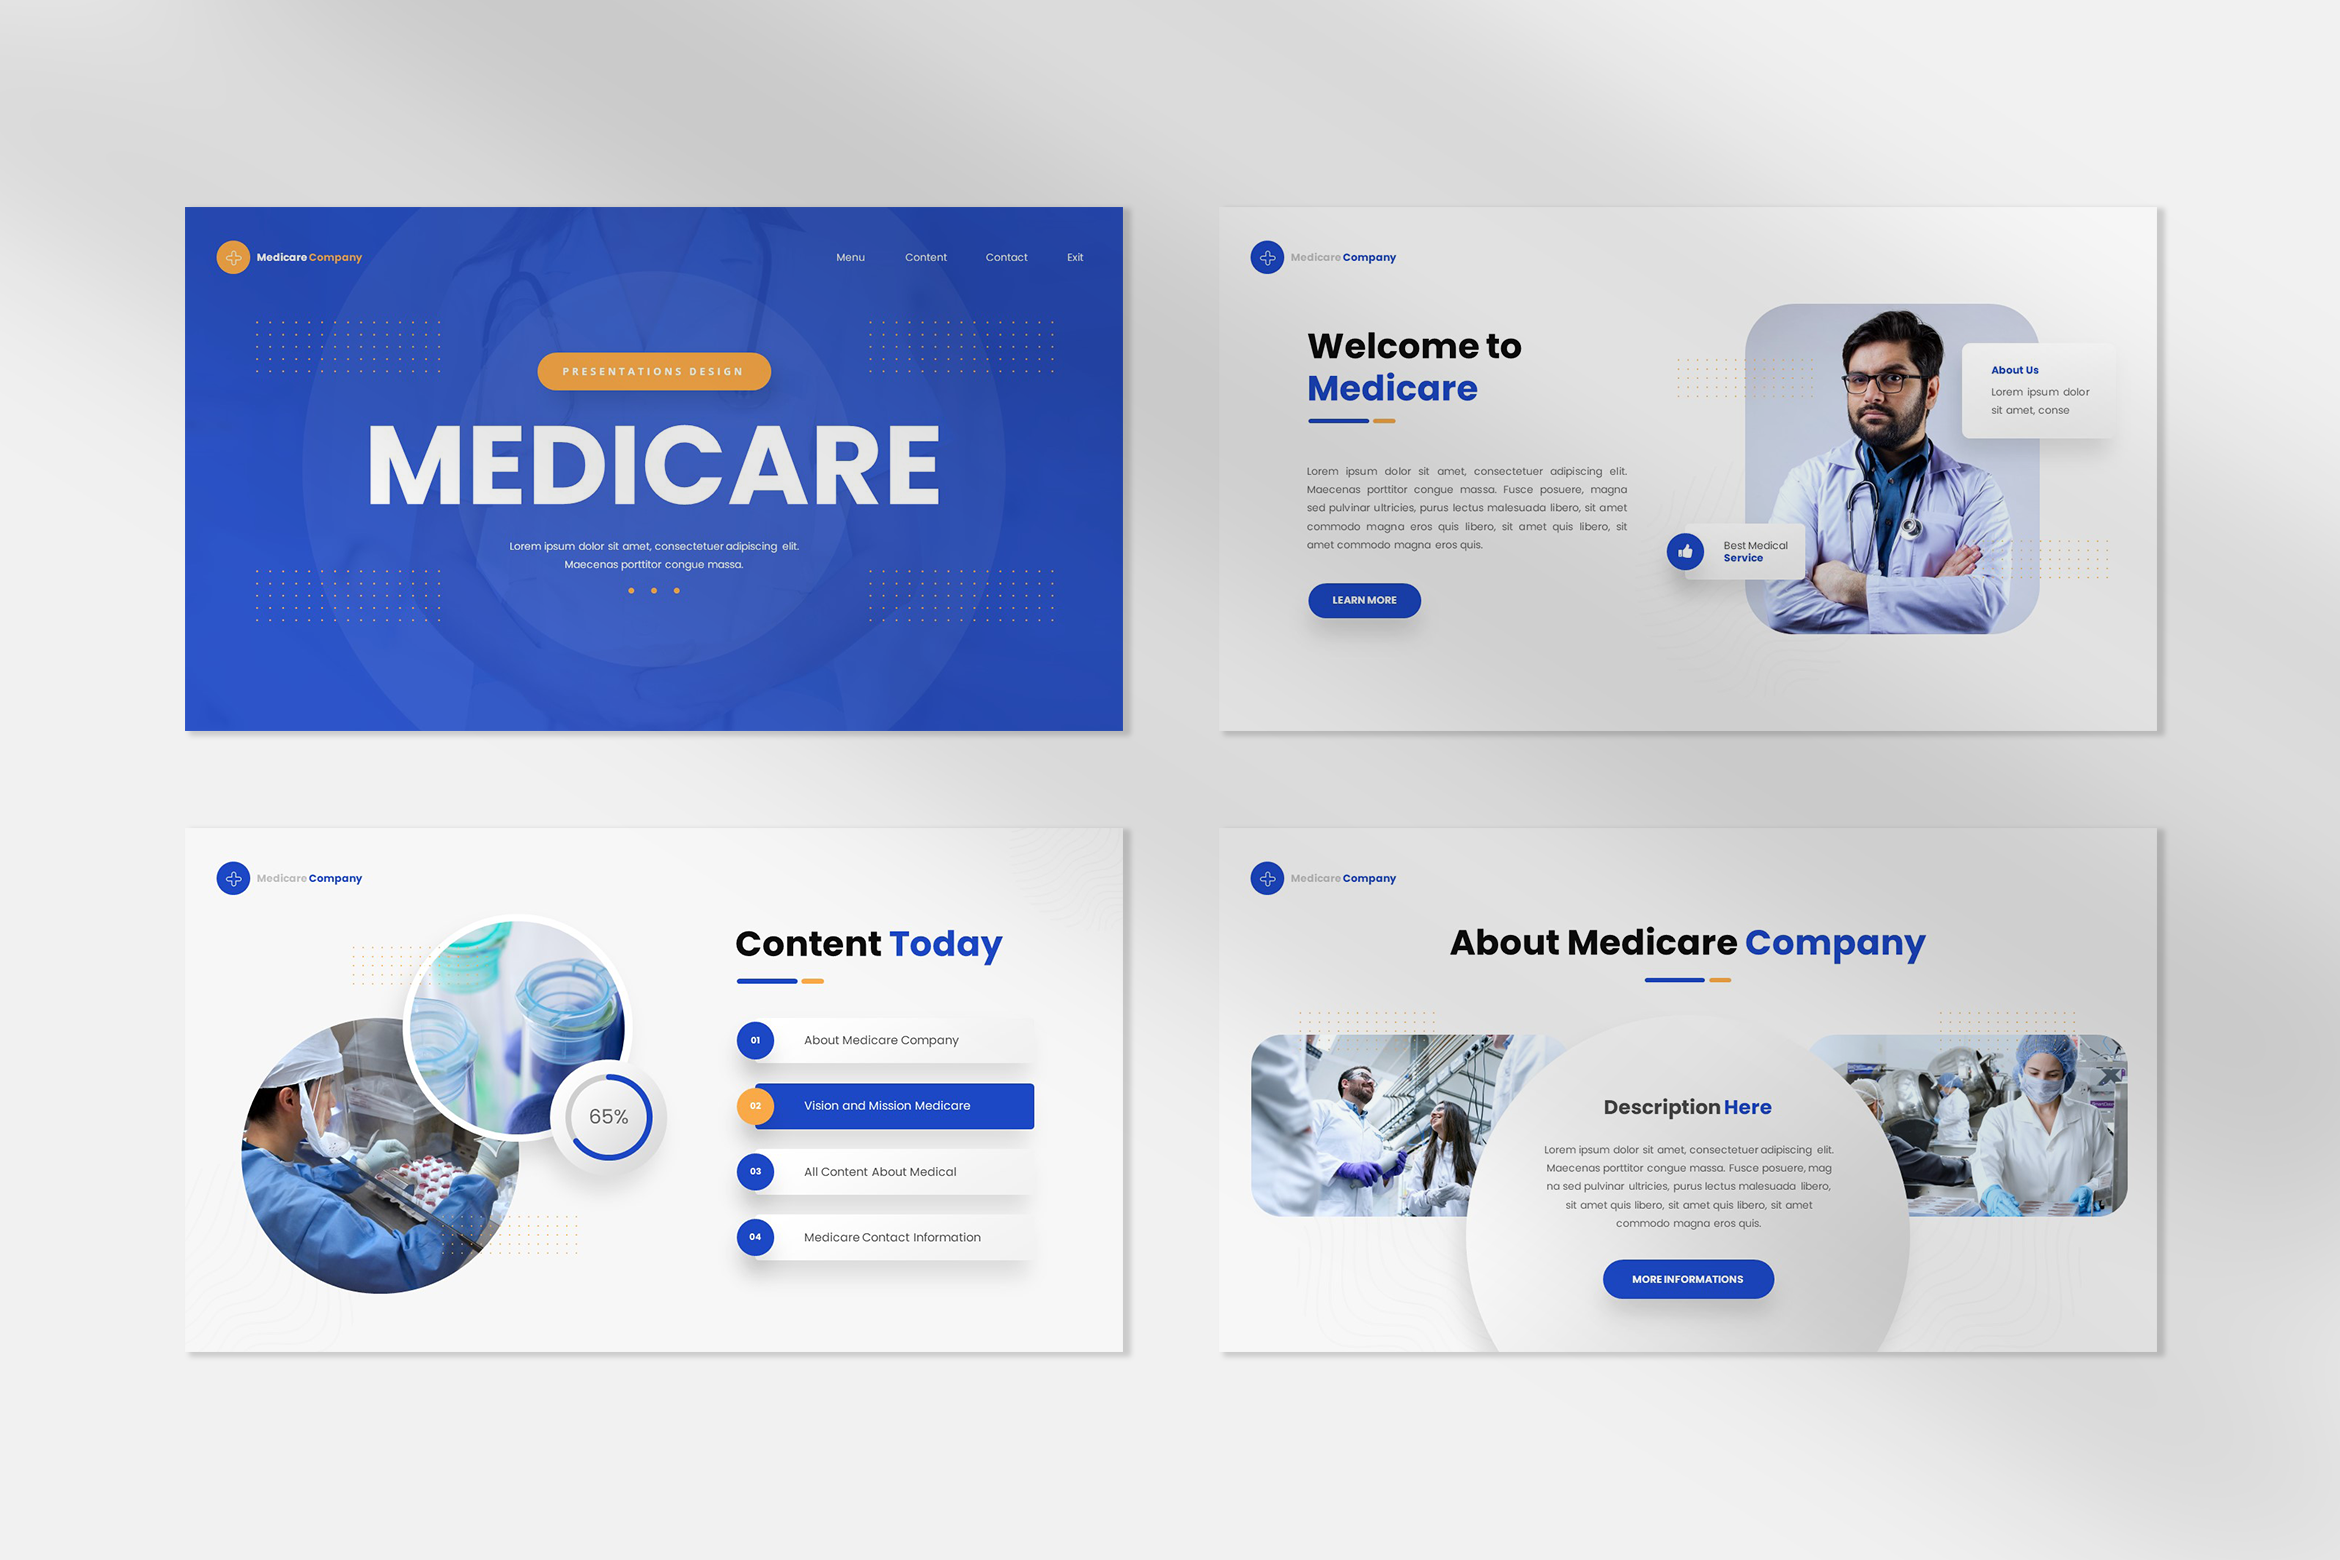 Medicare Company
Menu Content Contact Exit
PRESENTATIONS DESIGN
MEDICARE
Lorem ipsum dolor sit amet, consectetuer adipiscing elit.
Maecenas porttitor congue massa.
Medicare Company
Welcome to
Medicare
Lorem ipsum dolor sit amet, consectetuer adipiscing elit.
Maecenas porttitor congue massa. Fusce posuere, magna
sed pulvinar ultricies, purus lectus malesuada libero, sit amet
commodo magna eros quis libero, sit amet quis libero, sit
amet commodo magna eros quis.
LEARN MORE
About Us
Lorem ipsum dolor
sit amet, conse
Best Medical
Service
Medicare Company
65%
Content Today
01 About Medicare Company
02 Vision and Mission Medicare
03 All Content About Medical
04 Medicare Contact Information
Medicare Company
About Medicare Company
Description Here
Lorem ipsum dolor sit amet, consectetuer adipiscing elit.
Maecenas porttitor congue massa. Fusce posuere, mag
na sed pulvinar ultricies, purus lectus malesuada libero,
sit amet quis libero, sit amet quis libero, sit amet
commodo magna eros quis.
MORE INFORMATIONS